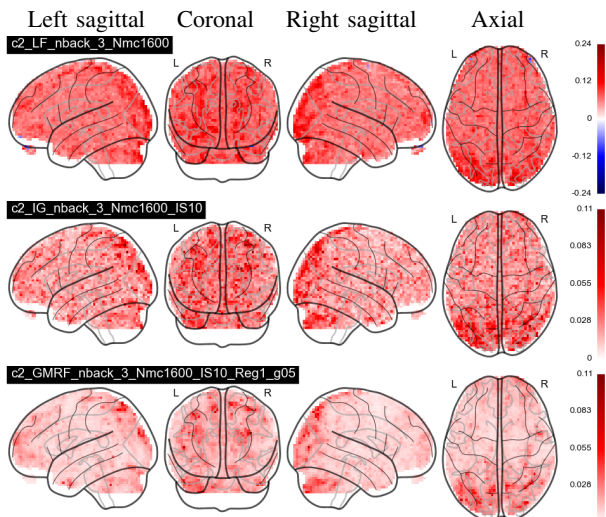 Left sagittal Coronal Right sagittal Axial
c2_LF_nback_3_Nmc1600
L R L R
0.24
0.12
0
-0.12
-0.24
c2_IG_nback_3_Nmc1600_IS10
L R L R
0.11
0.083
0.055
0.028
0
c2_GMRF_nback_3_Nmc1600_IS10_Reg1_g05
L R L R
0.11
0.083
0.055
0.028